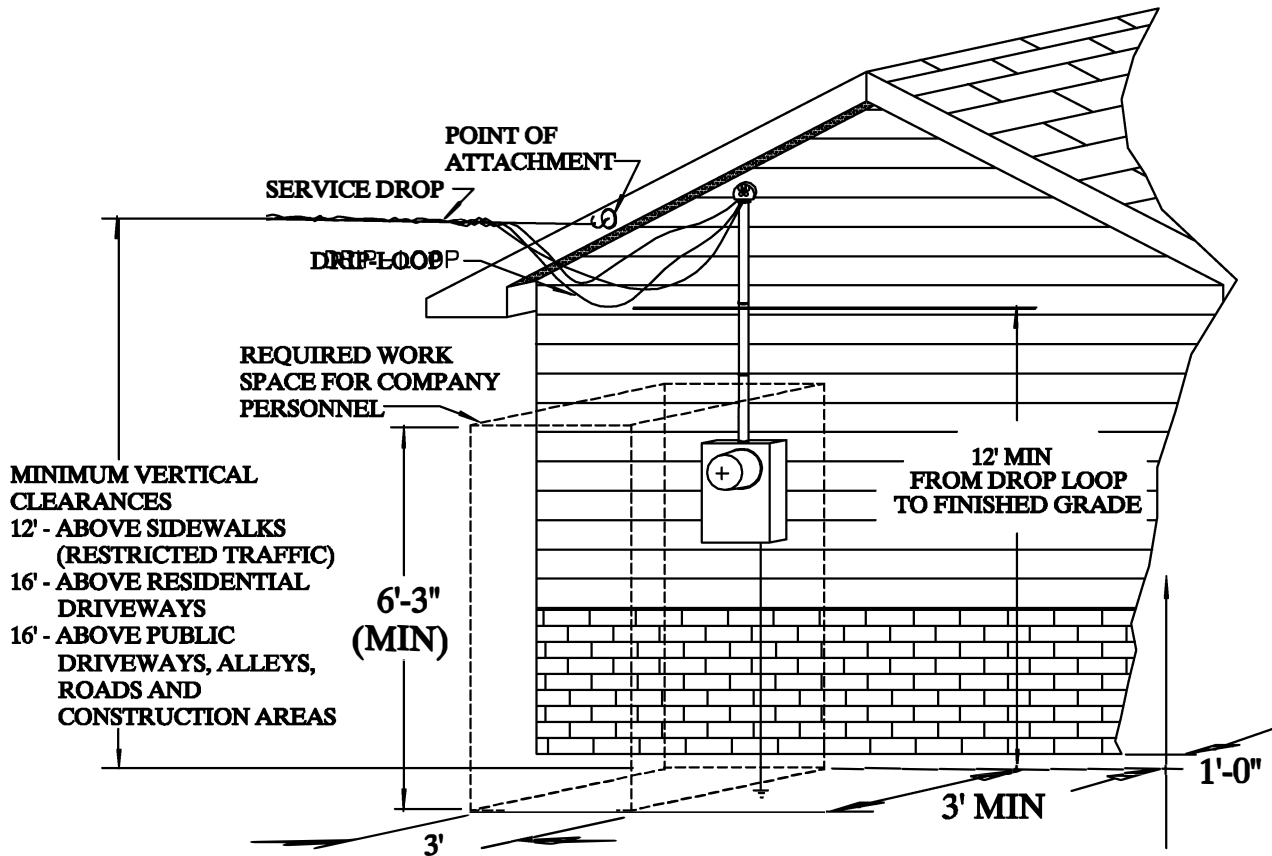 POINT OF
ATTACHMENT
SERVICE DROP
DRIP LOOP
REQUIRED WORK
SPACE FOR COMPANY
PERSONNEL
MINIMUM VERTICAL
CLEARANCES
12' - ABOVE SIDEWALKS
(RESTRICTED TRAFFIC)
16' - ABOVE RESIDENTIAL
DRIVEWAYS
16' - ABOVE PUBLIC
DRIVEWAYS, ALLEYS,
ROADS AND
CONSTRUCTION AREAS
6'-3"
(MIN)
12' MIN
FROM DROP LOOP
TO FINISHED GRADE
1'-0"
3' MIN
3'